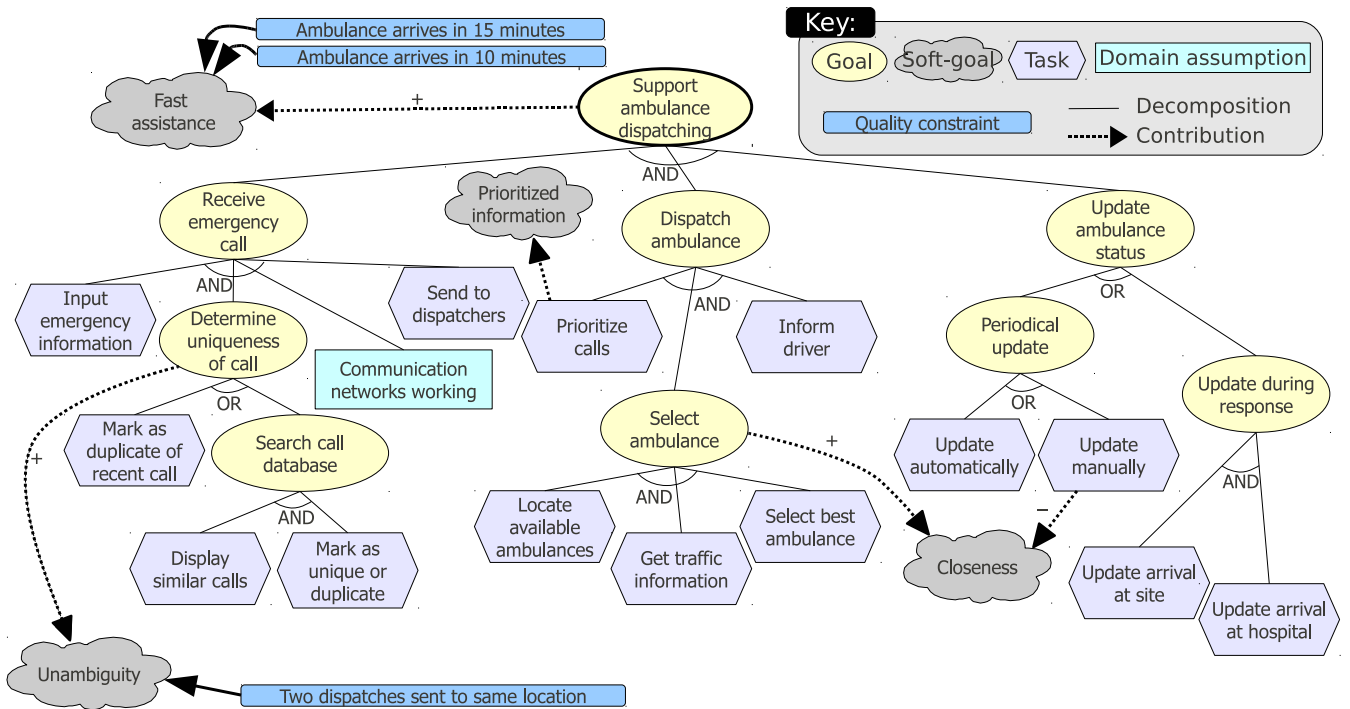 Ambulance arrives in 15 minutes
Ambulance arrives in 10 minutes
Key:
Goal
Soft-goal
Task
Domain assumption
Quality constraint
Decomposition
Contribution
Fast
assistance
+
Support
ambulance
dispatching
AND
Receive
emergency
call
Prioritized
information
Dispatch
ambulance
Update
ambulance
status
AND
AND
OR
Input
emergency
information
Determine
uniqueness
of call
Send to
dispatchers
Communication
networks working
Prioritize
calls
Inform
driver
Periodical
update
Update during
response
OR
OR
Mark as
duplicate of
recent call
Search call
database
Select
ambulance
+
Update
automatically
Update
manually
+
AND
AND
AND
Display
similar calls
Mark as
unique or
duplicate
Locate
available
ambulances
Get traffic
information
Select best
ambulance
−
Closeness
Update arrival
at site
Update arrival
at hospital
Unambiguity
Two dispatches sent to same location